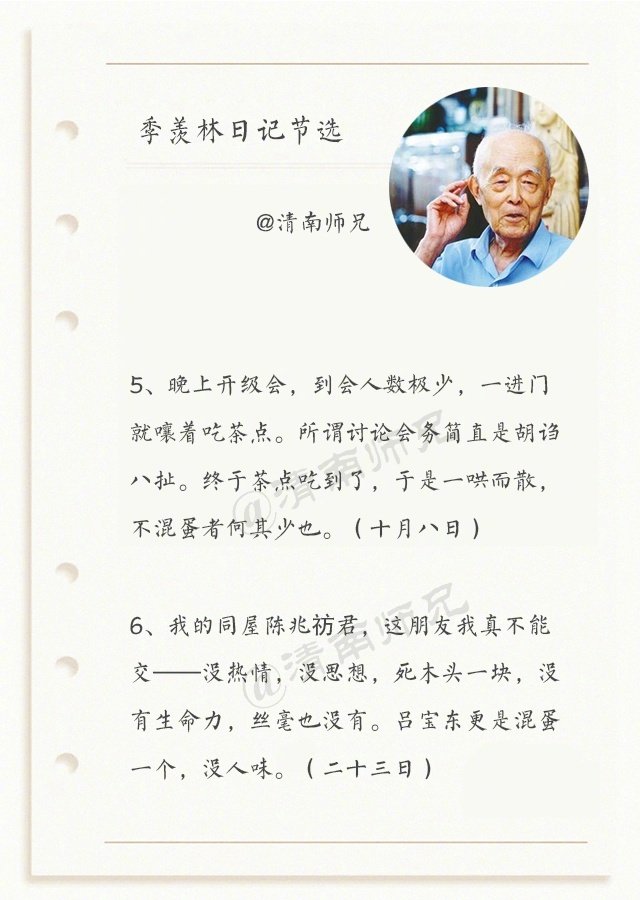 季羡林日记节选
@清南师兄
5、晚上开级会，到会人数极少，一进门
就嚷着吃茶点。所谓讨论会务简直是胡诌
八扯。终于茶点吃到了，于是一哄而散，
不混蛋者何其少也。（十月八日）
@清南师兄
6、我的同屋陈兆祊君，这朋友我真不能
交——没热情，没思想，死木头一块，没
有生命力，丝毫也没有。吕宝东更是混蛋
一个，没人味。（二十三日）
@清南师兄